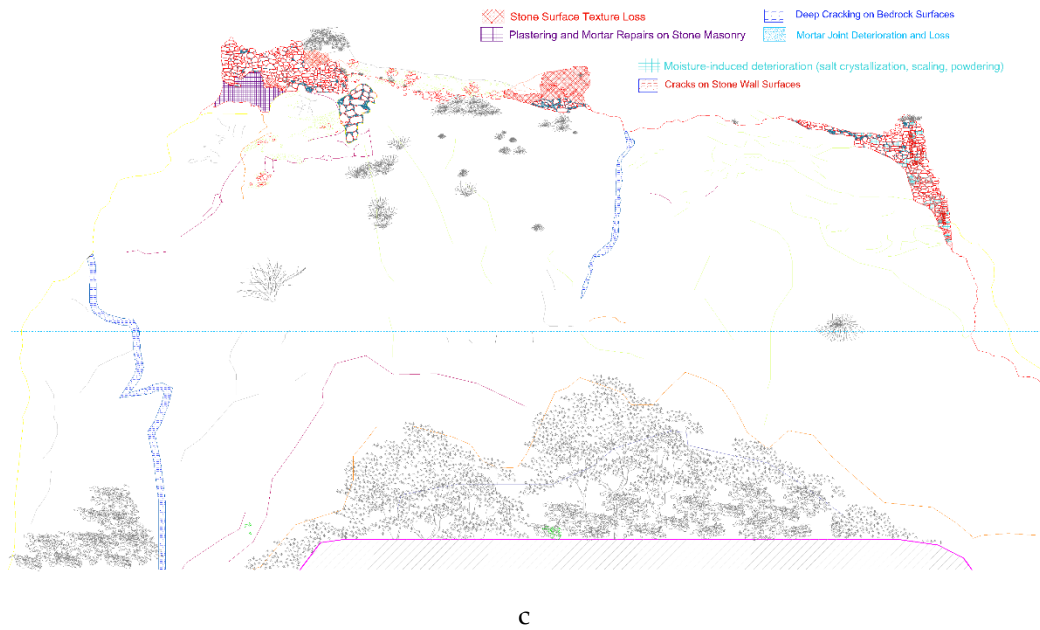 Stone Surface Texture Loss
Deep Cracking on Bedrock Surfaces
Plastering and Mortar Repairs on Stone Masonry
Mortar Joint Deterioration and Loss
Moisture-induced deterioration (salt crystallization, scaling, powdering)
Cracks on Stone Wall Surfaces
c